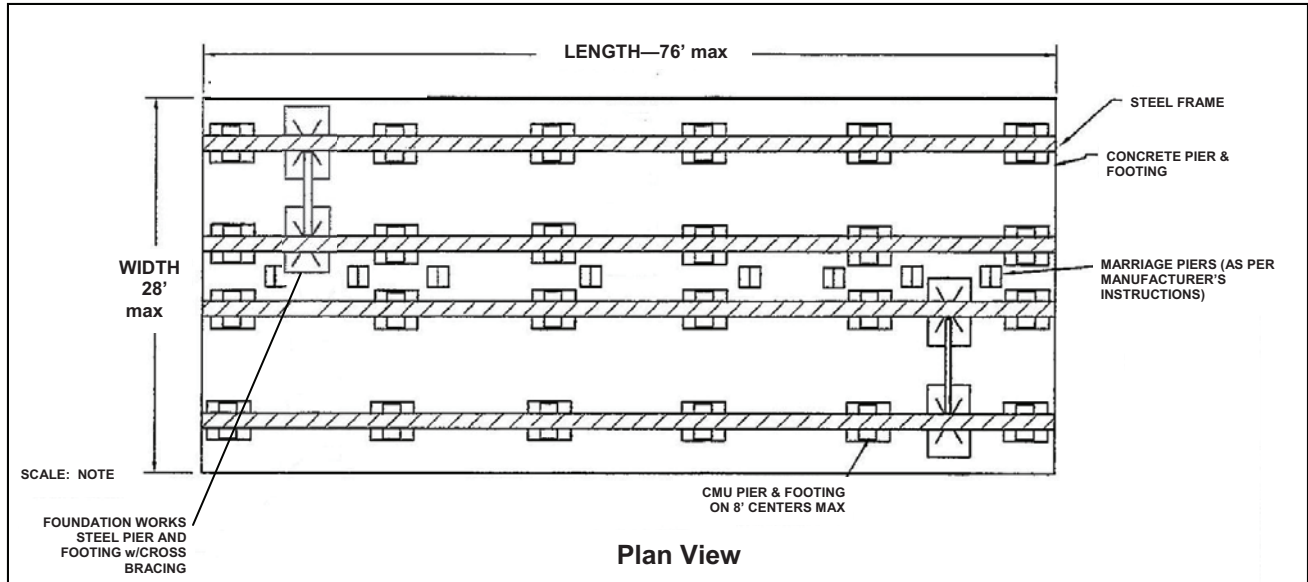 LENGTH—76’ max
STEEL FRAME
CONCRETE PIER &
FOOTING
WIDTH
28’
max
MARRIAGE PIERS (AS PER
MANUFACTURER’S
INSTRUCTIONS)
SCALE: NOTE
CMU PIER & FOOTING
ON 8’ CENTERS MAX
FOUNDATION WORKS
STEEL PIER AND
FOOTING w/CROSS
BRACING
Plan View